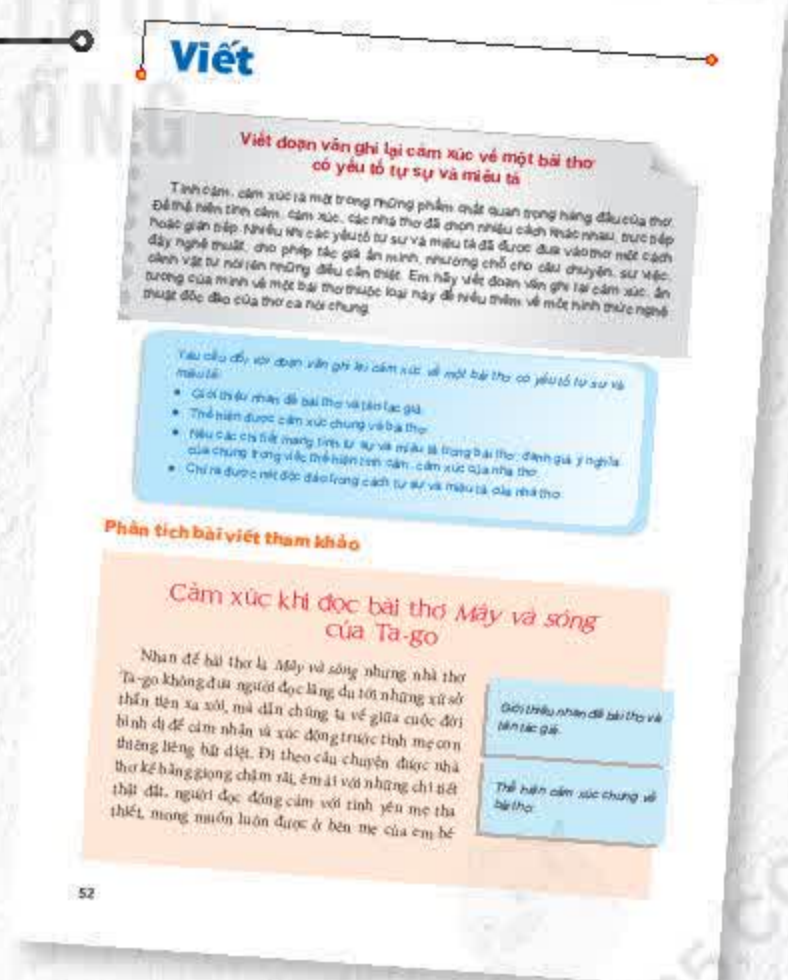 ỐNG
Viết
Viết đoạn văn ghi lại cảm xúc về một bài thơ
có yếu tố tự sự và miêu tả
Tình cảm, cảm xúc là một trong những phẩm chất quan trọng hàng đầu của thơ.
Để thể hiện tình cảm, cảm xúc, các nhà thơ đã chọn nhiều cách khác nhau, trực tiếp
hoặc gián tiếp. Nhiều khi các yếu tố tự sự và miêu tả đã được đưa vào thơ một cách
đầy nghệ thuật, cho phép tác giả ẩn mình, nhường chỗ cho câu chuyện, sự việc,
cảnh vật tự nói lên những điều cần thiết. Em hãy viết đoạn văn ghi lại cảm xúc, ấn
tượng của mình về một bài thơ thuộc loại này để hiểu thêm về một hình thức nghệ
thuật độc đáo của thơ ca nói chung.
Yêu cầu đối với đoạn văn ghi lại cảm xúc về một bài thơ có yếu tố tự sự và
miêu tả:
• Giới thiệu nhan đề bài thơ và tên tác giả.
• Thể hiện được cảm xúc chung về bài thơ.
• Nêu các chi tiết mang tính tự sự và miêu tả trong bài thơ; đánh giá ý nghĩa
của chúng trong việc thể hiện tình cảm, cảm xúc của nhà thơ.
• Chỉ ra được nét độc đáo trong cách tự sự và miêu tả của nhà thơ.
Phân tích bài viết tham khảo
Cảm xúc khi đọc bài thơ Mây và sóng
của Ta-go
Nhan đề bài thơ là Mây và sóng nhưng nhà thơ
Ta-go không đưa người đọc lãng du tới những xứ sở
thần tiên xa xôi, mà dẫn chúng ta về giữa cuộc đời
bình dị để cảm nhận và xúc động trước tình mẹ con
thiêng liêng bất diệt. Đi theo câu chuyện được nhà
thơ kể bằng giọng chậm rãi, êm ái với những chi tiết
thật đắt, người đọc đồng cảm với tình yêu mẹ tha
thiết, mong muốn luôn được ở bên mẹ của em bé
Giới thiệu nhan đề bài thơ và
tên tác giả.
Thể hiện cảm xúc chung về
bài thơ.
52